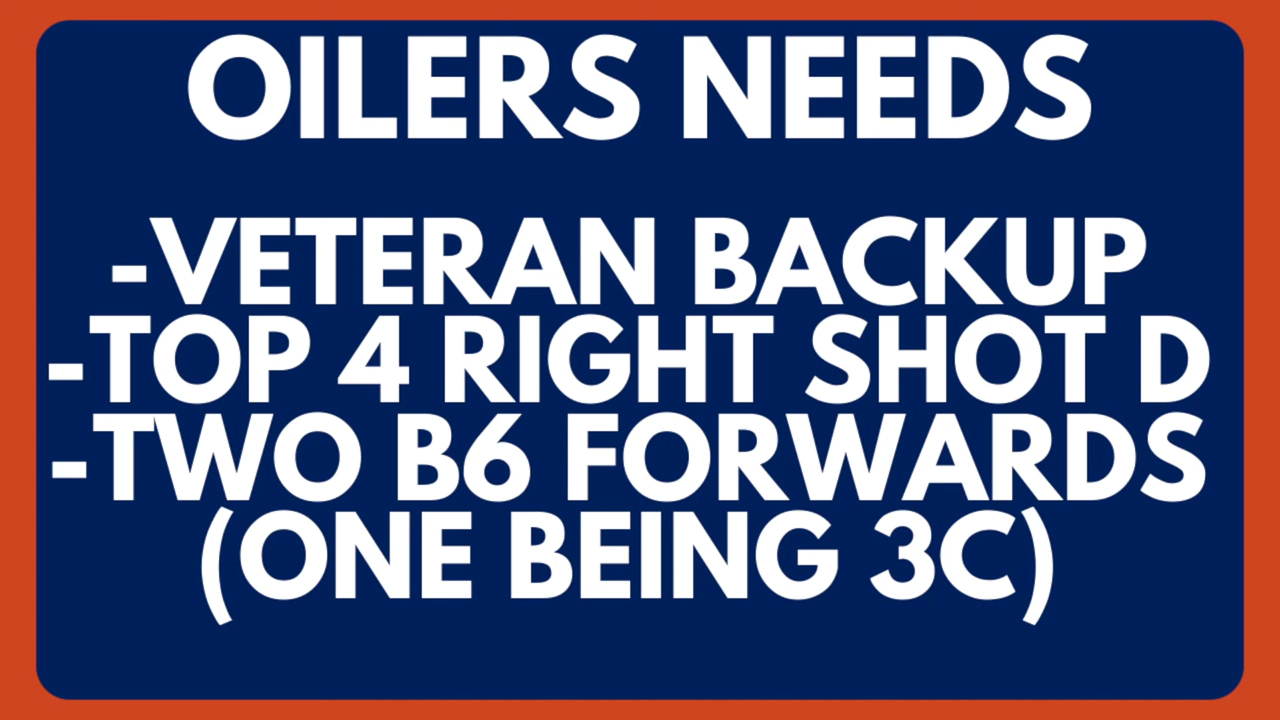 OILERS NEEDS
-VETERAN BACKUP
-TOP 4 RIGHT SHOT D
-TWO B6 FORWARDS
(ONE BEING 3C)